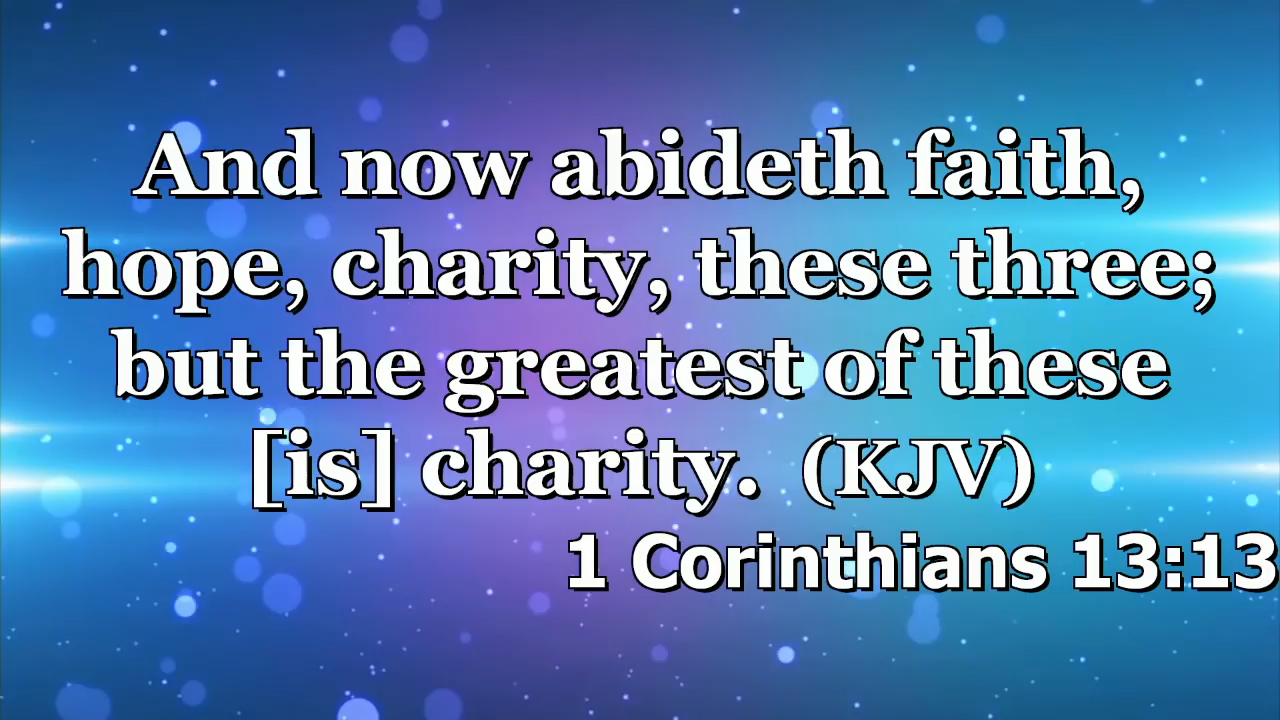 And now abideth faith,
hope, charity, these three;
but the greatest of these
[is] charity. (KJV)
1 Corinthians 13:13